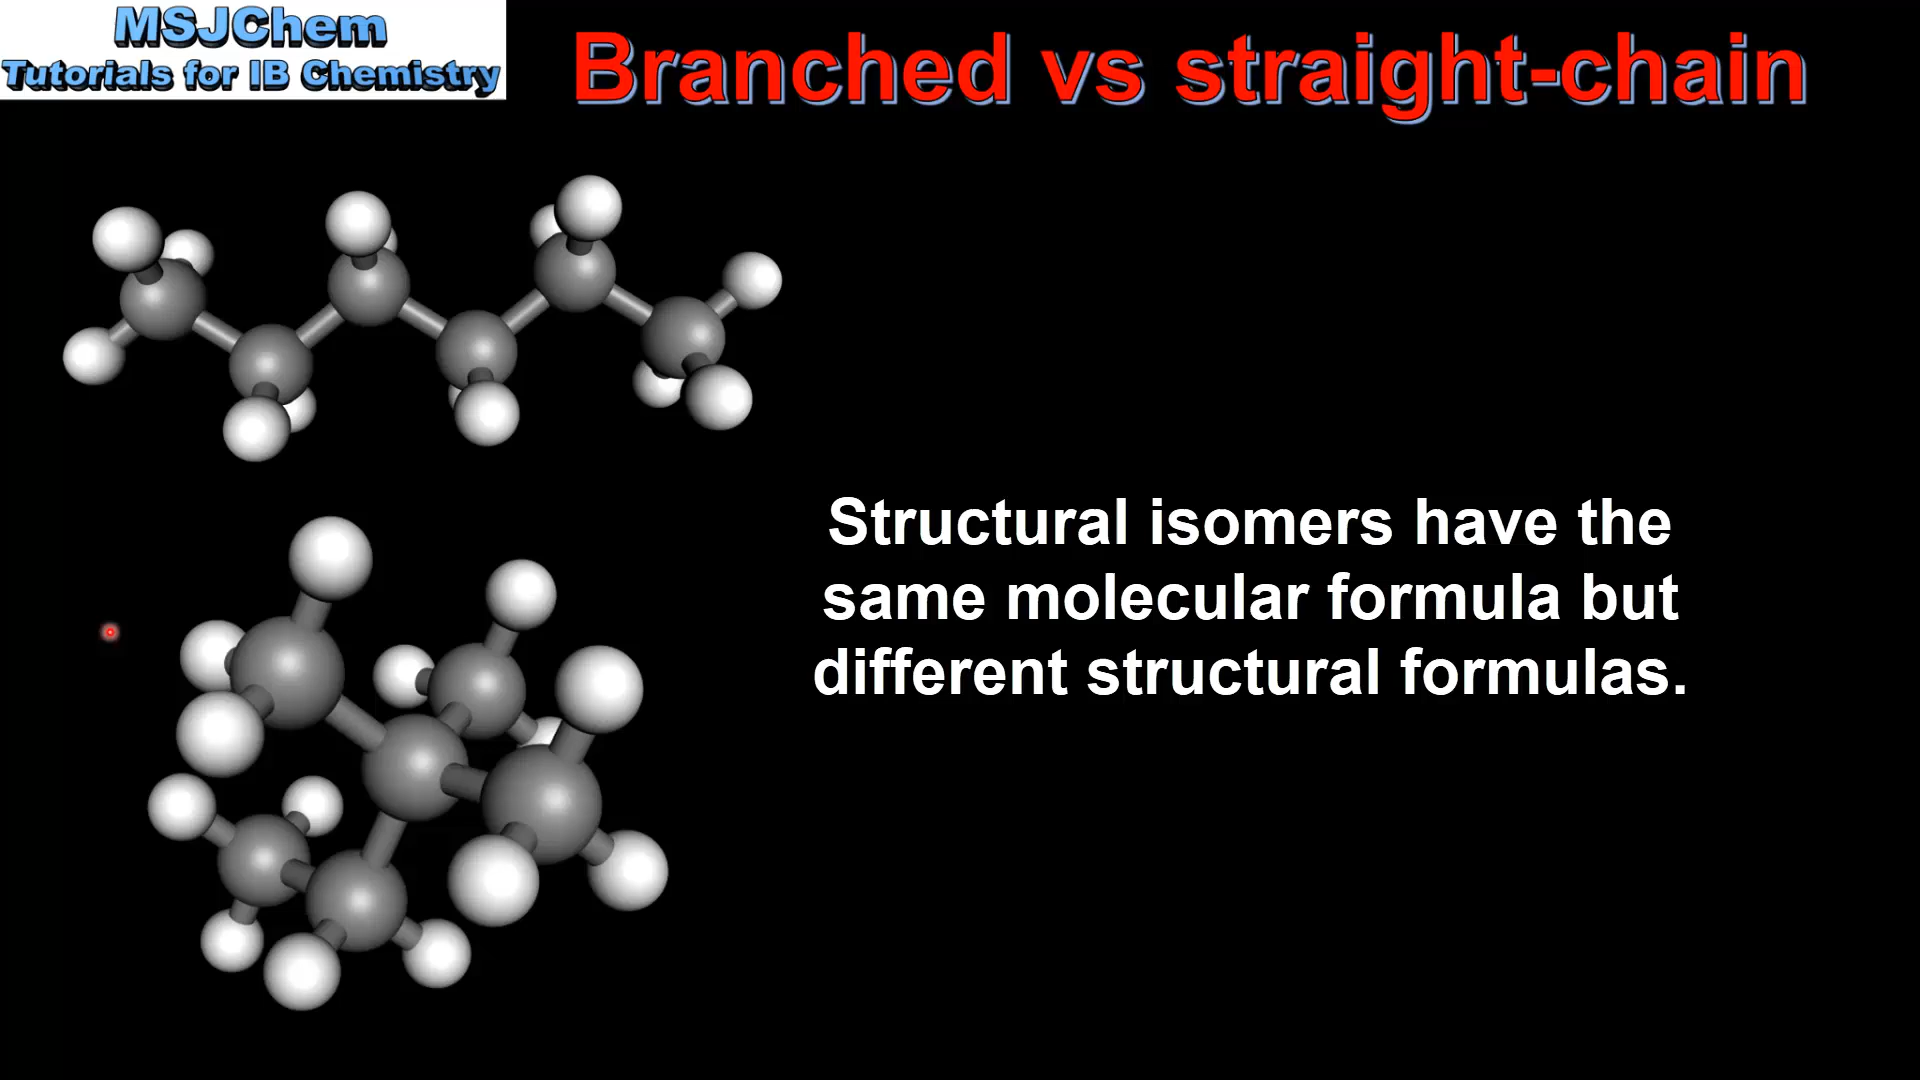 MSJChem
Tutorials for IB Chemistry
Branched vs straight-chain
Structural isomers have the
same molecular formula but
different structural formulas.